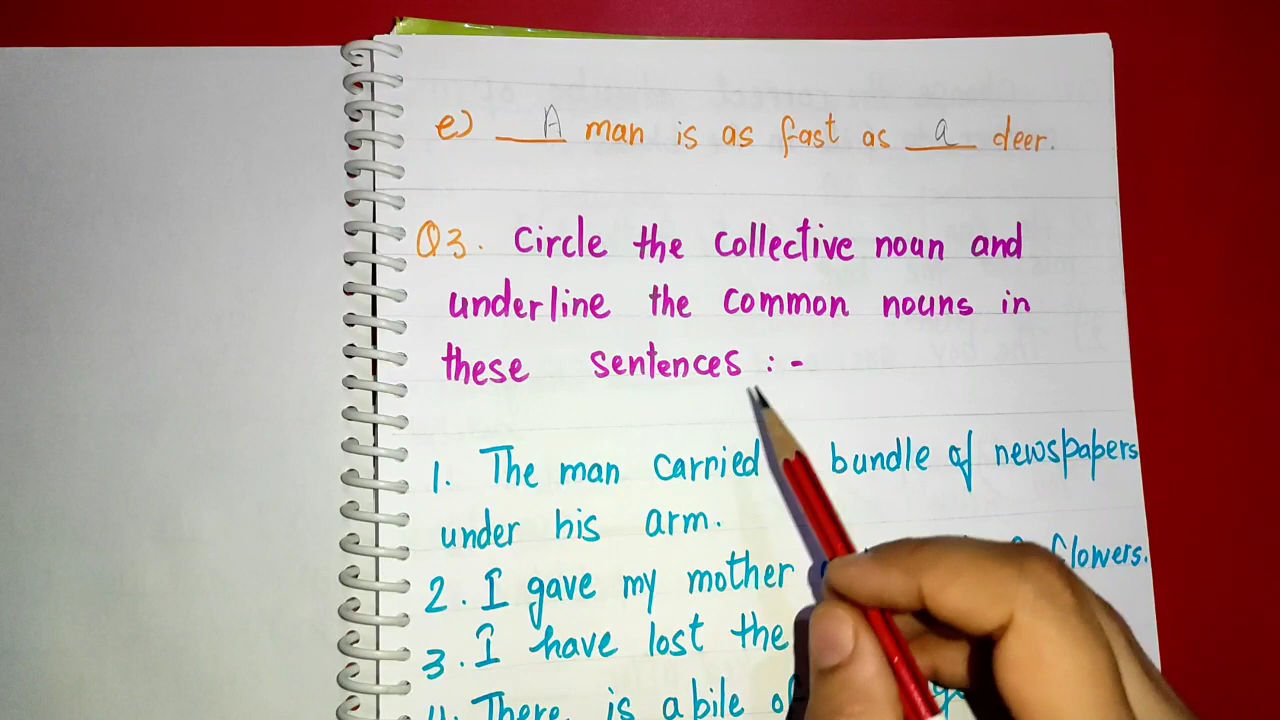 e) A man is as fast as a deer.
Q3. Circle the collective noun and
underline the common nouns in
these sentences :-
1. The man carried bundle of newspapers
under his arm.
2. I gave my mother flowers.
3. I have lost the
4. There is a bile of